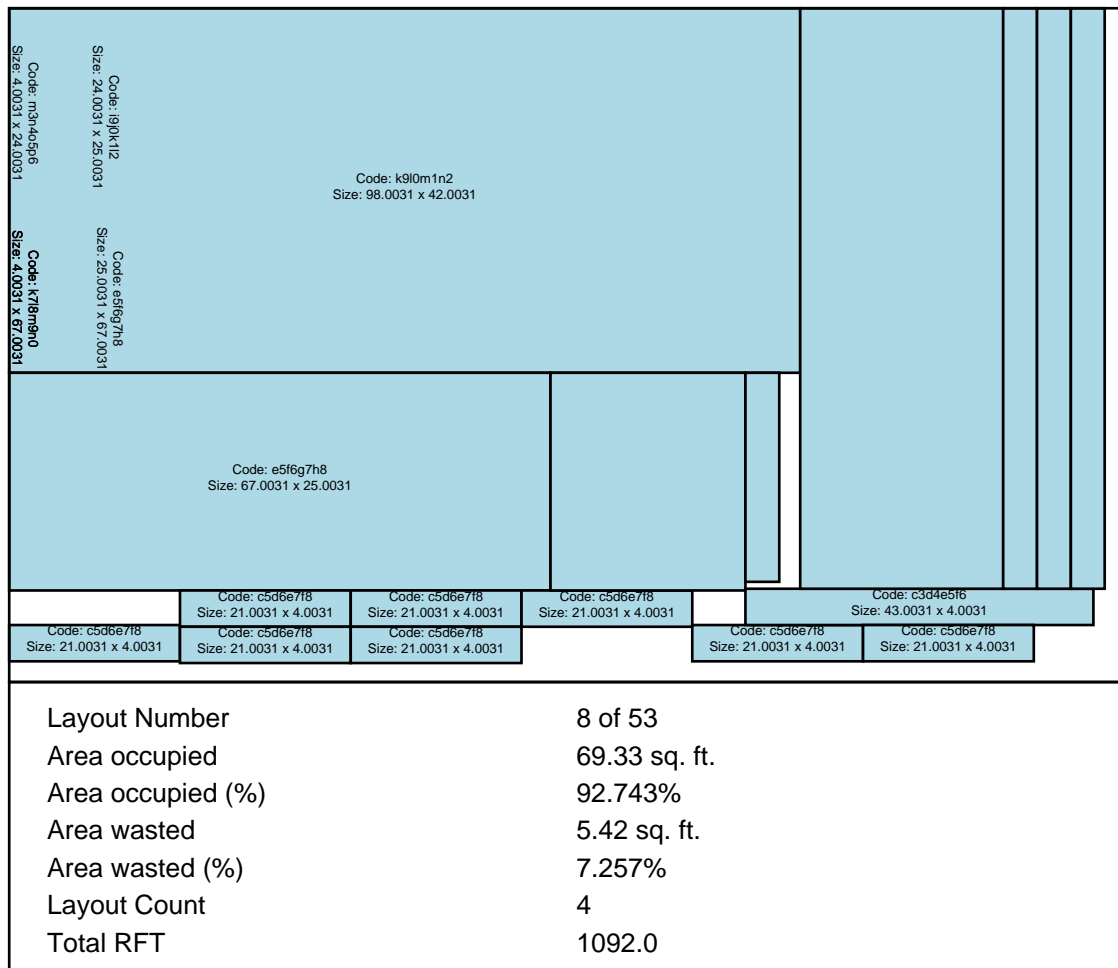 Code: m3n4o5p6
Size: 4.0031 x 24.0031
Code: i9j0k1l2
Size: 24.0031 x 25.0031
Code: k9l0m1n2
Size: 98.0031 x 42.0031
Code: k7l8m9n0
Size: 4.0031 x 67.0031
Code: e5f6g7h8
Size: 25.0031 x 67.0031
Code: e5f6g7h8
Size: 67.0031 x 25.0031
Code: c5d6e7f8
Size: 21.0031 x 4.0031
Code: c5d6e7f8
Size: 21.0031 x 4.0031
Code: c5d6e7f8
Size: 21.0031 x 4.0031
Code: c3d4e5f6
Size: 43.0031 x 4.0031
Code: c5d6e7f8
Size: 21.0031 x 4.0031
Code: c5d6e7f8
Size: 21.0031 x 4.0031
Code: c5d6e7f8
Size: 21.0031 x 4.0031
Code: c5d6e7f8
Size: 21.0031 x 4.0031
Code: c5d6e7f8
Size: 21.0031 x 4.0031
Layout Number 8 of 53
Area occupied 69.33 sq. ft.
Area occupied (%) 92.743%
Area wasted 5.42 sq. ft.
Area wasted (%) 7.257%
Layout Count 4
Total RFT 1092.0